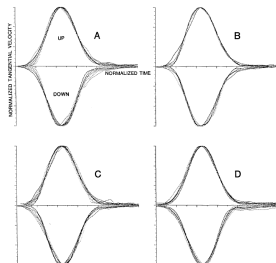 NORMALIZED TANGENTIAL VELOCITY
UP
A
B
NORMALIZED TIME
DOWN
C
D